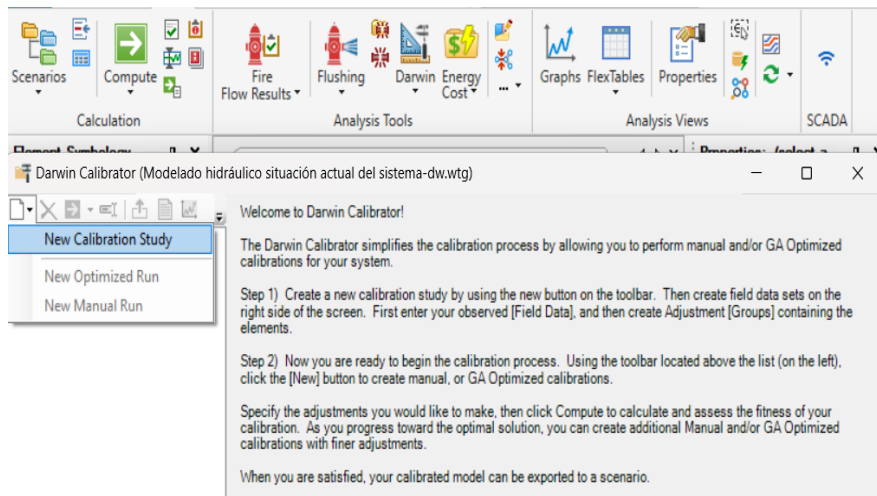 Scenarios
Compute
Fire
Flow Results
Flushing
Darwin
Energy
Cost
...
Graphs
FlexTables
Properties
Calculation
Analysis Tools
Analysis Views
SCADA
Darwin Calibrator (Modelado hidráulico situación actual del sistema-dw.wtg)
New Calibration Study
New Optimized Run
New Manual Run
Welcome to Darwin Calibrator!
The Darwin Calibrator simplifies the calibration process by allowing you to perform manual and/or GA Optimized
calibrations for your system.
Step 1) Create a new calibration study by using the new button on the toolbar. Then create field data sets on the
right side of the screen. First enter your observed [Field Data], and then create Adjustment [Groups] containing the
elements.
Step 2) Now you are ready to begin the calibration process. Using the toolbar located above the list (on the left),
click the [New] button to create manual, or GA Optimized calibrations.
Specify the adjustments you would like to make, then click Compute to calculate and assess the fitness of your
calibration. As you progress toward the optimal solution, you can create additional Manual and/or GA Optimized
calibrations with finer adjustments.
When you are satisfied, your calibrated model can be exported to a scenario.